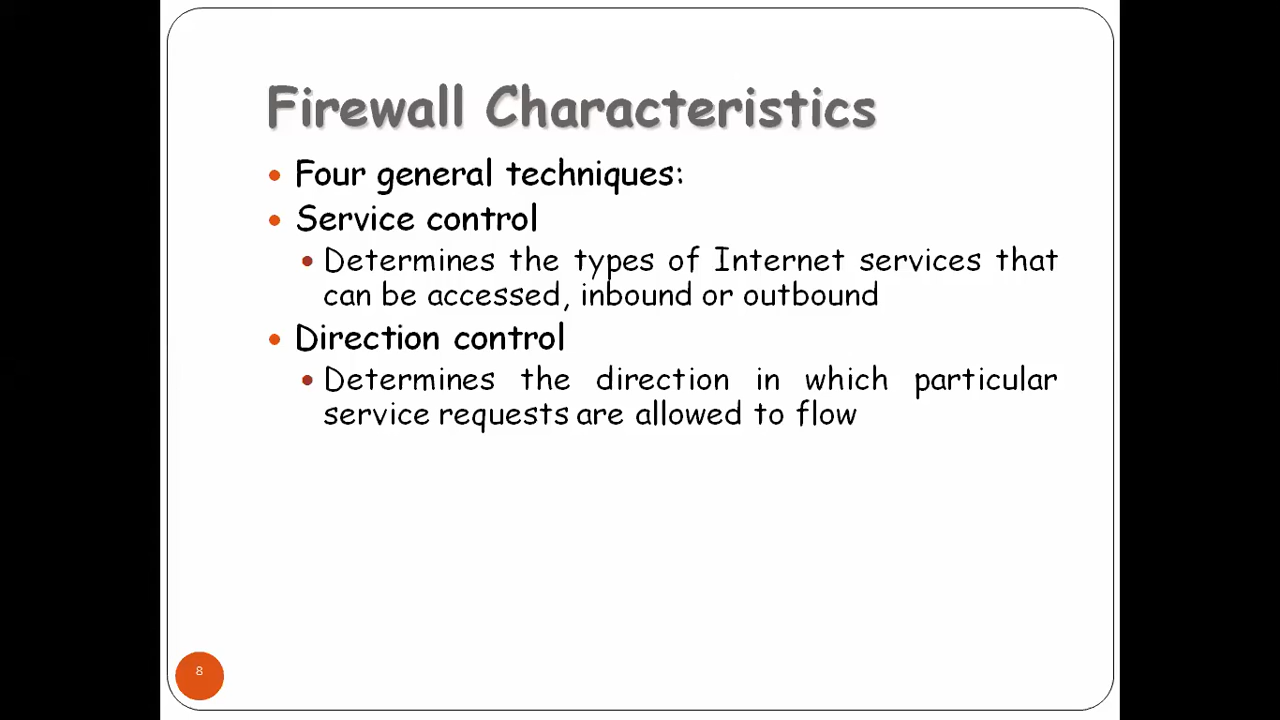 Firewall Characteristics
Four general techniques:
Service control
Determines the types of Internet services that
can be accessed, inbound or outbound
Direction control
Determines the direction in which particular
service requests are allowed to flow
8